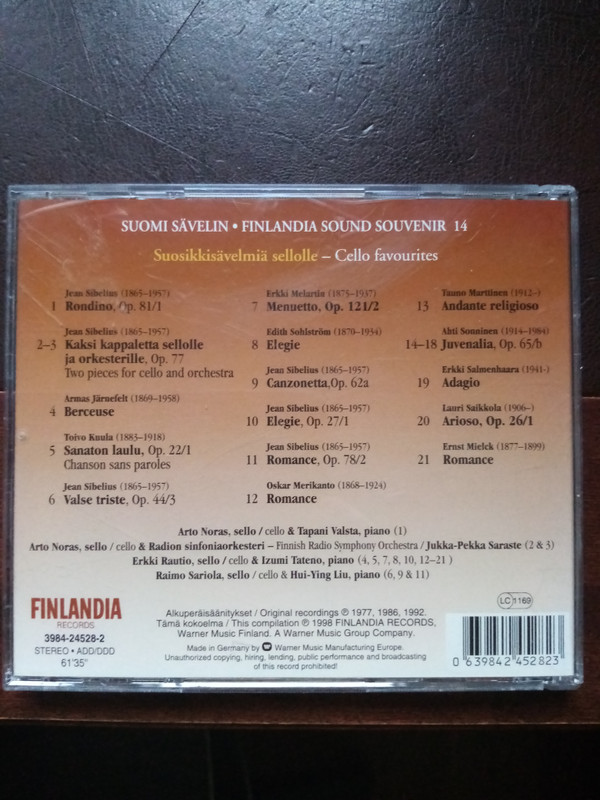 SUOMI SÄVELIN • FINLANDIA SOUND SOUVENIR 14
Suosikkisävelmiä sellolle – Cello favourites
Jean Sibelius (1865–1957)
1 Rondino, Op. 81/1
Jean Sibelius (1865–1957)
2–3 Kaksi kappaletta sellolle
ja orkesterille, Op. 77
Two pieces for cello and orchestra
Armas Järnefelt (1869–1958)
4 Berceuse
Toivo Kuula (1883–1918)
5 Sanaton laulu, Op. 22/1
Chanson sans paroles
Jean Sibelius (1865–1957)
6 Valse triste, Op. 44/3
Erkki Melartin (1875–1937)
7 Menuetto, Op. 121/2
Edith Sohlström (1870–1934)
8 Elegie
Jean Sibelius (1865–1957)
9 Canzonetta, Op. 62a
Jean Sibelius (1865–1957)
10 Elegie, Op. 27/1
Jean Sibelius (1865–1957)
11 Romance, Op. 78/2
Oskar Merikanto (1868–1924)
12 Romance
Tauno Marttinen (1912–)
13 Andante religioso
Ahti Sonninen (1914–1984)
14–18 Juvenalia, Op. 65/b
Erkki Salmenhaara (1941-)
19 Adagio
Lauri Saikkola (1906–)
20 Arioso, Op. 26/1
Ernst Mielck (1877–1899)
21 Romance
Arto Noras, sello / cello & Tapani Valsta, piano (1)
Arto Noras, sello / cello & Radion sinfoniaorkesteri – Finnish Radio Symphony Orchestra / Jukka-Pekka Saraste (2 & 3)
Erkki Rautio, sello / cello & Izumi Tateno, piano (4, 5, 7, 8, 10, 12–21 )
Raimo Sariola, sello / cello & Hui-Ying Liu, piano (6, 9 & 11)
FINLANDIA
RECORDS
3984-24528-2
STEREO • ADD/DDD
61'35"
Alkuperäisäänitykset / Original recordings ℗ 1977, 1986, 1992.
Tämä kokoelma / This compilation ℗ 1998 FINLANDIA RECORDS,
Warner Music Finland. A Warner Music Group Company.
Made in Germany by Warner Music Manufacturing Europe.
Unauthorized copying, hiring, lending, public performance and broadcasting
of this record prohibited!
LC 1169
0 639842 452823